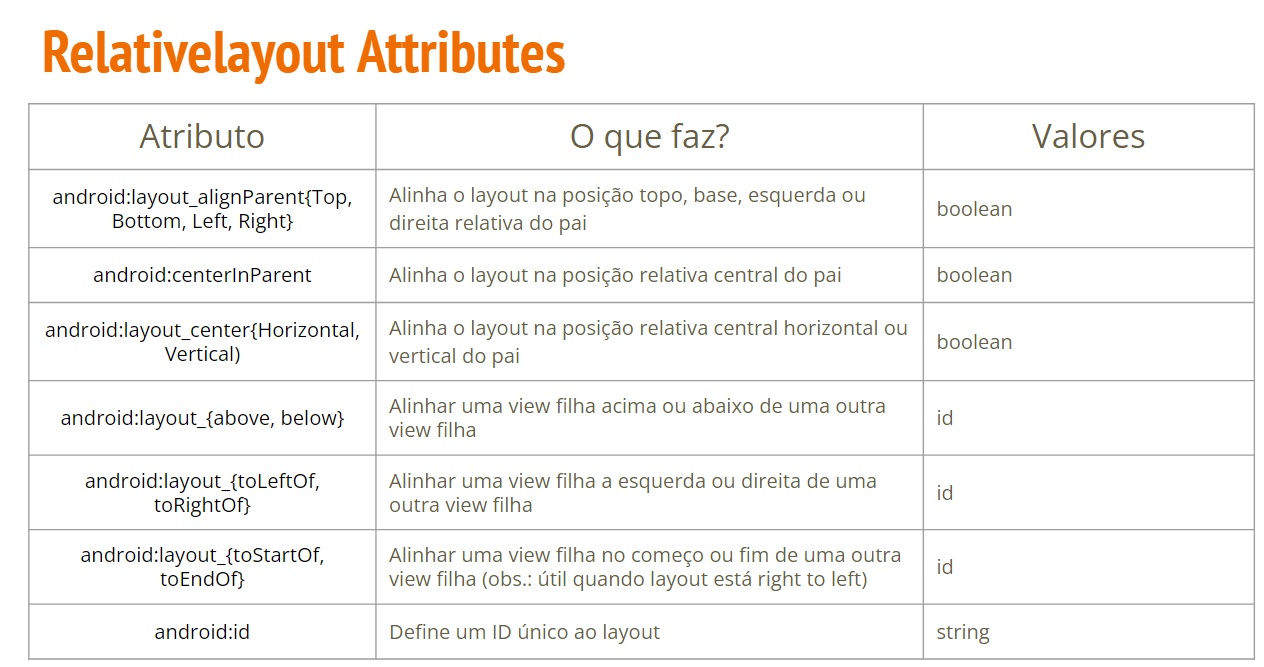 Relativelayout Attributes
Atributo
O que faz?
Valores
android:layout_alignParent{Top,
Bottom, Left, Right}
Alinha o layout na posição topo, base, esquerda ou
direita relativa do pai
boolean
android:centerInParent
Alinha o layout na posição relativa central do pai
boolean
android:layout_center{Horizontal,
Vertical)
Alinha o layout na posição relativa central horizontal ou
vertical do pai
boolean
android:layout_{above, below}
Alinhar uma view filha acima ou abaixo de uma outra
view filha
id
android:layout_{toLeftOf,
toRightOf}
Alinhar uma view filha a esquerda ou direita de uma
outra view filha
id
android:layout_{toStartOf,
toEndOf}
Alinhar uma view filha no começo ou fim de uma outra
view filha (obs.: útil quando layout está right to left)
id
android:id
Define um ID único ao layout
string